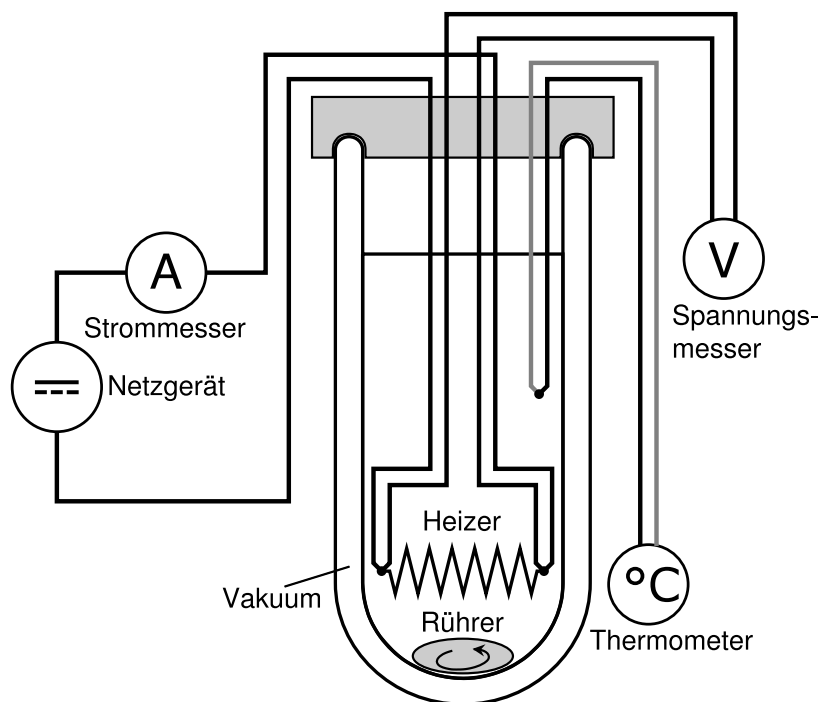 A
Strommesser
Netzgerät
V
Spannungs-
messer
Heizer
Vakuum
Rührer
°C
Thermometer